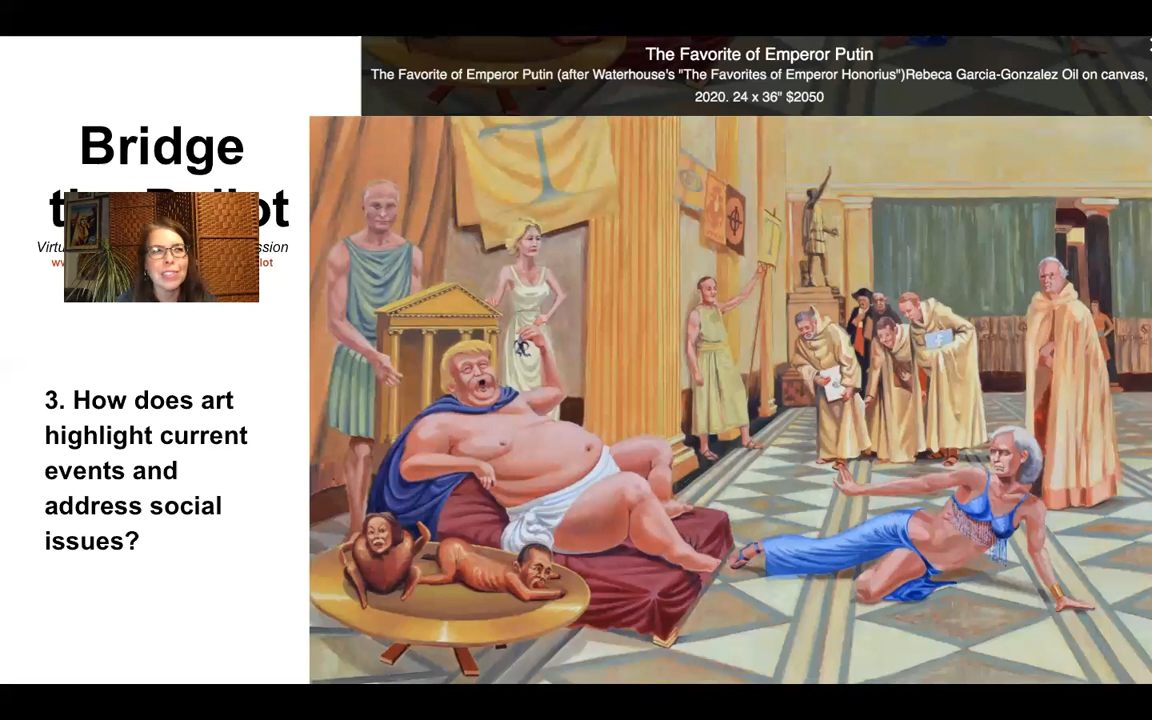 The Favorite of Emperor Putin
The Favorite of Emperor Putin (after Waterhouse's "The Favorites of Emperor Honorius")Rebeca Garcia-Gonzalez Oil on canvas,
2020. 24 x 36" $2050
Bridge
3. How does art
highlight current
events and
address social
issues?